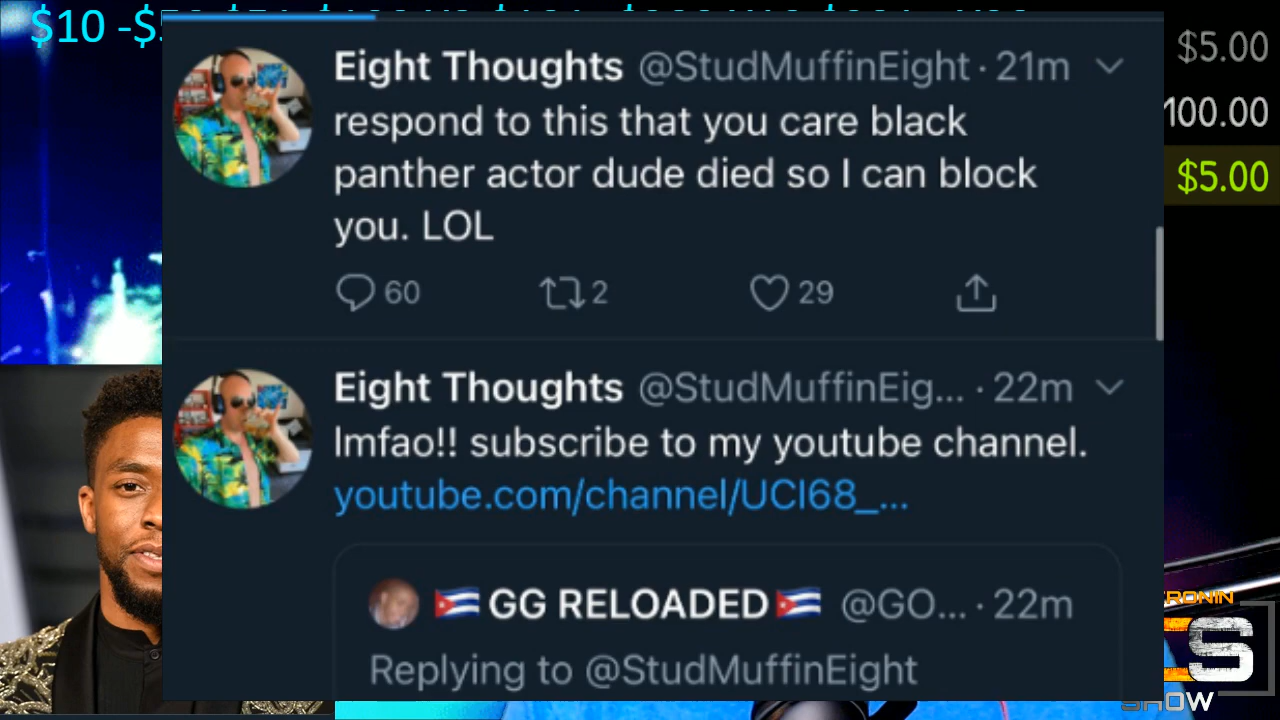 $10 -$
$5.00
Eight Thoughts @StudMuffinEight · 21m
respond to this that you care black
panther actor dude died so I can block
you. LOL
100.00
$5.00
60 2 29
Eight Thoughts @StudMuffinEig... · 22m
lmfao!! subscribe to my youtube channel.
youtube.com/channel/UCI68_...
🇨🇺GG RELOADED🇨🇺 @GO... · 22m
Replying to @StudMuffinEight
RONIN
S
SHOW